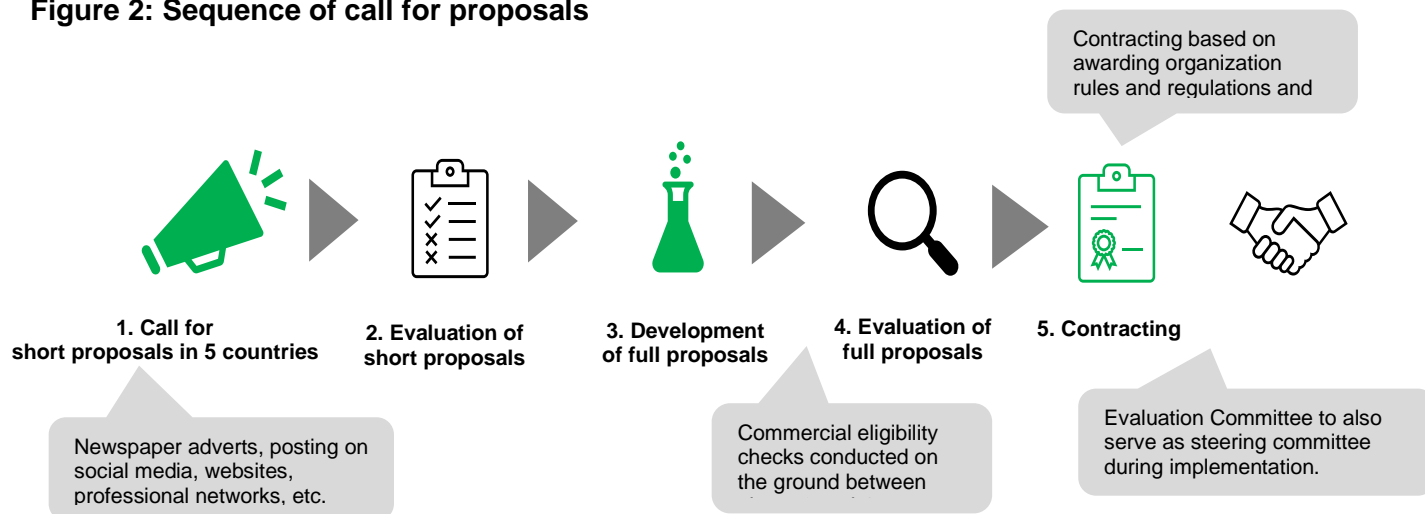 Figure 2: Sequence of call for proposals
Contracting based on
awarding organization
rules and regulations and
1. Call for
short proposals in 5 countries
2. Evaluation of
short proposals
3. Development
of full proposals
4. Evaluation of
full proposals
5. Contracting
Newspaper adverts, posting on
social media, websites,
professional networks, etc.
Commercial eligibility
checks conducted on
the ground between
Evaluation Committee to also
serve as steering committee
during implementation.